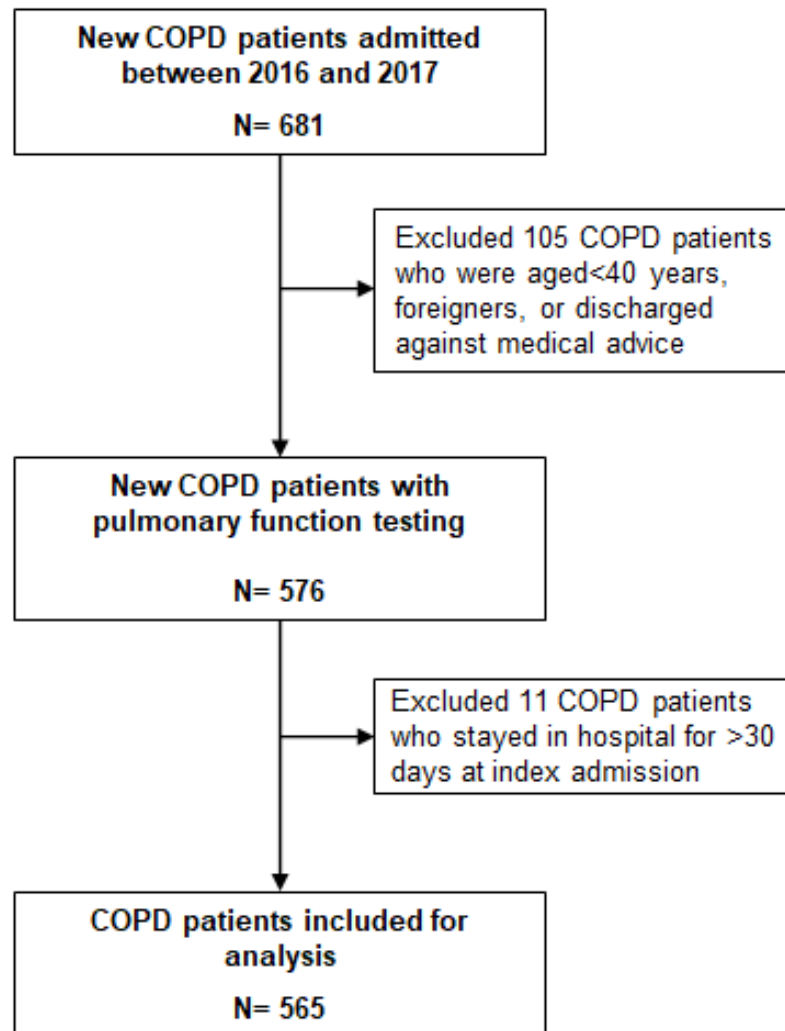 New COPD patients admitted
between 2016 and 2017
N= 681
Excluded 105 COPD patients
who were aged<40 years,
foreigners, or discharged
against medical advice
New COPD patients with
pulmonary function testing
N= 576
Excluded 11 COPD patients
who stayed in hospital for >30
days at index admission
COPD patients included for
analysis
N= 565